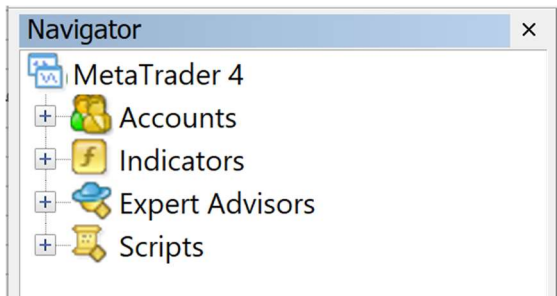 Navigator
MetaTrader 4
Accounts
Indicators
Expert Advisors
Scripts